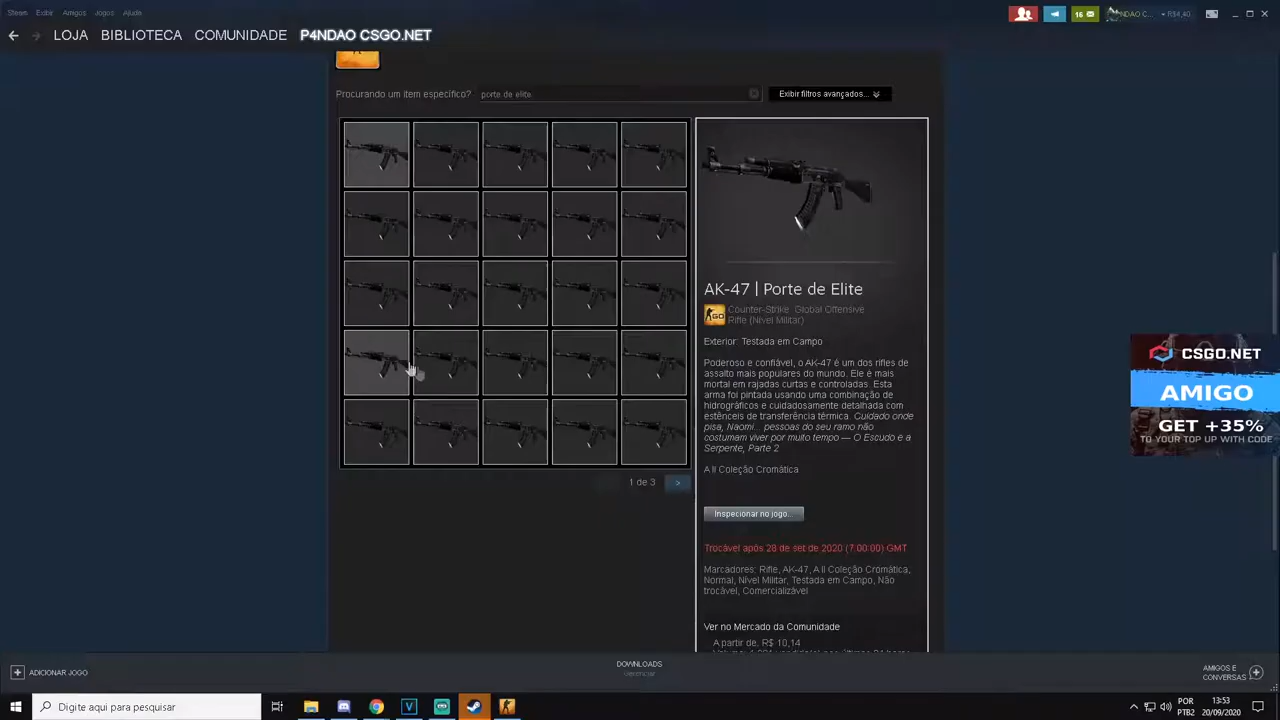 Steam Exibir Amigos Jogos Ajuda
16
R$4,40
LOJA BIBLIOTECA COMUNIDADE P4NDAO CSGO.NET
Procurando um item específico? porte de elite
Exibir filtros avançados...
AK-47 | Porte de Elite
Counter-Strike: Global Offensive
Rifle (Nível Militar)
Exterior: Testada em Campo
Poderoso e confiável, o AK-47 é um dos rifles de
assalto mais populares do mundo. Ele é mais
mortal em rajadas curtas e controladas. Esta
arma foi pintada usando uma combinação de
hidrográficos e cuidadosamente detalhada com
estênceis de transferência térmica. Cuidado onde
pisa, Naomi... pessoas do seu ramo não
costumam viver por muito tempo — O Escudo e a
Serpente, Parte 2
A II Coleção Cromática
1 de 3 >
Inspecionar no jogo...
Trocável após 28 de set de 2020 (7:00:00) GMT
Marcadores: Rifle, AK-47, A II Coleção Cromática,
Normal, Nível Militar, Testada em Campo, Não
trocável, Comercializável
Ver no Mercado da Comunidade
A partir de: R$ 10,14
CSGO.NET
AMIGO
GET +35%
TO YOUR TOP UP WITH CODE
ADICIONAR JOGO
DOWNLOADS
Gerenciar
AMIGOS E
CONVERSAS
Digite aqui para pesquisar
POR
PTB2
13:53
20/09/2020